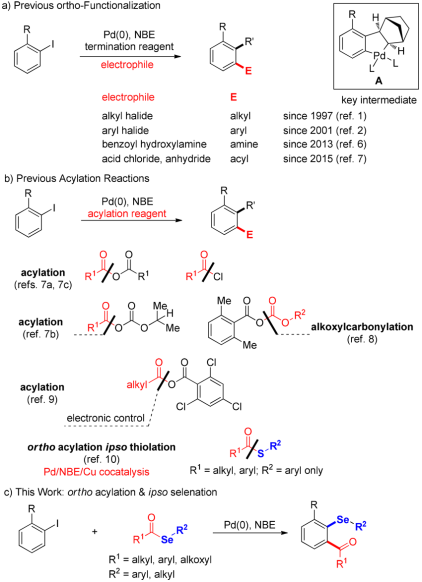 a) Previous ortho-Functionalization
R
I
Pd(0), NBE
termination reagent
electrophile
R
R'
E
R
H
H
Pd
L
L
A
key intermediate
electrophile E
alkyl halide alkyl since 1997 (ref. 1)
aryl halide aryl since 2001 (ref. 2)
benzoyl hydroxylamine amine since 2013 (ref. 6)
acid chloride, anhydride acyl since 2015 (ref. 7)
b) Previous Acylation Reactions
R
I
Pd(0), NBE
acylation reagent
R
R'
E
acylation
(refs. 7a, 7c)
O O
R1 O R1
O
R1 Cl
acylation
(ref. 7b)
O O H
R1 O O Me
Me
Me O O
O O R2
Me
alkoxylcarbonylation
(ref. 8)
acylation
(ref. 9)
O O Cl
alkyl O
Cl Cl
electronic control
ortho acylation ipso thiolation
(ref. 10)
Pd/NBE/Cu cocatalysis
O
R1 S R2
R1 = alkyl, aryl; R2 = aryl only
c) This Work: ortho acylation & ipso selenation
R
I
+
O
R1 Se R2
R1 = alkyl, aryl, alkoxyl
R2 = aryl, alkyl
Pd(0), NBE
R
Se
R2
O
R1